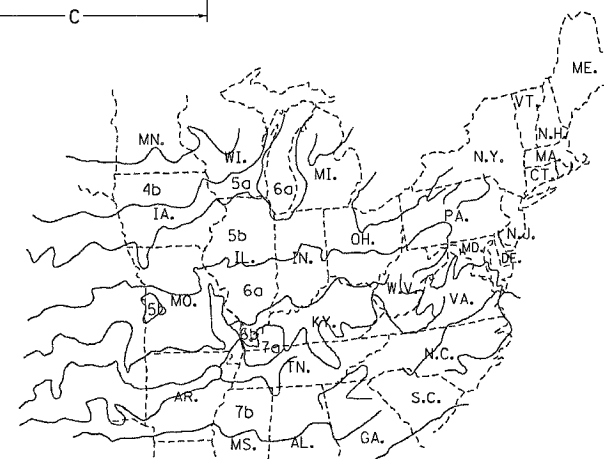 C
ME.
VT.
MN.
N.H.
WI.
N.Y.
MA.
MI.
CT.
4b
5a
6a
IA.
PA.
5b
OH.
N.J.
IL.
IN.
MD.
DE.
W.V.
6a
MO.
VA.
5b
KY.
6b
7a
N.C.
TN.
AR.
S.C.
7b
MS.
AL.
GA.